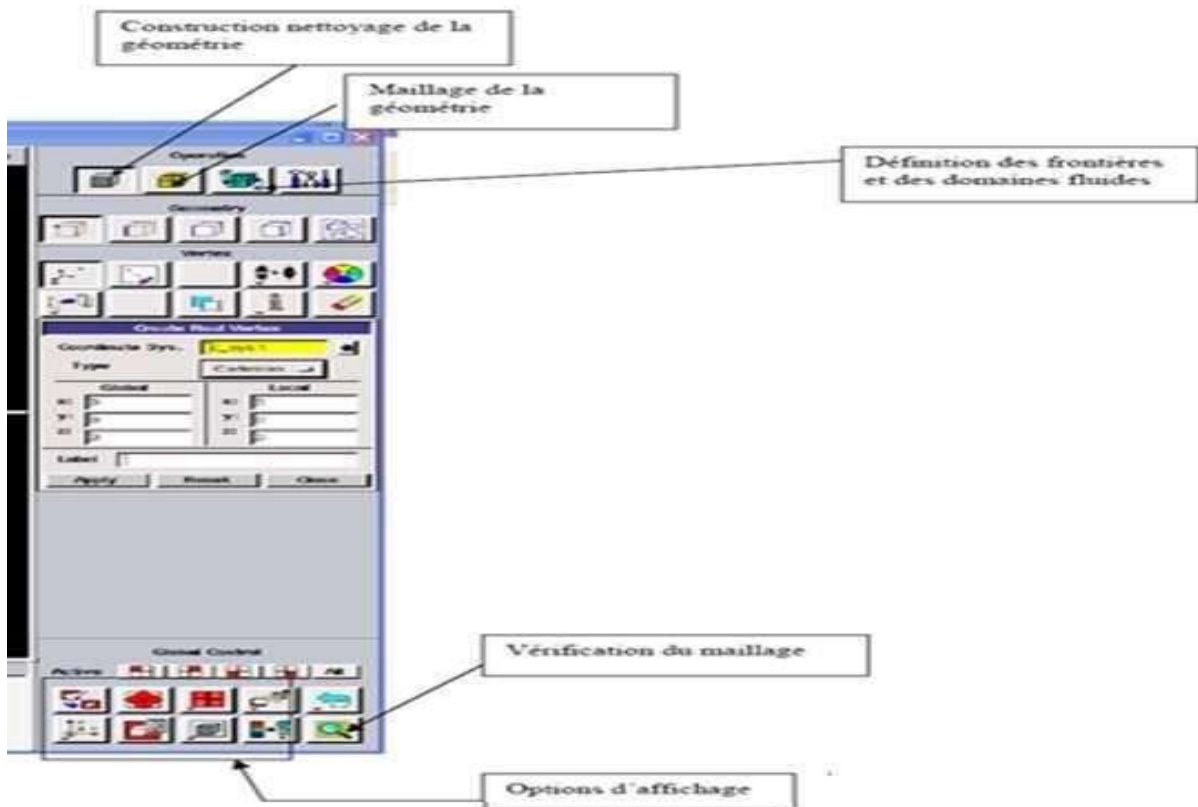 Construction nettoyage de la
géométrie
Maillage de la
géométrie
Définition des frontières
et des domaines fluides
Operation
Geometry
Vertex
Create Real Vertex
Coordinate Sys.
Type Cartesian
Global Local
x: x:
y: y:
z: z:
Label
Apply Reset Close
Global Control
Active All
Vérification du maillage
Options d´affichage